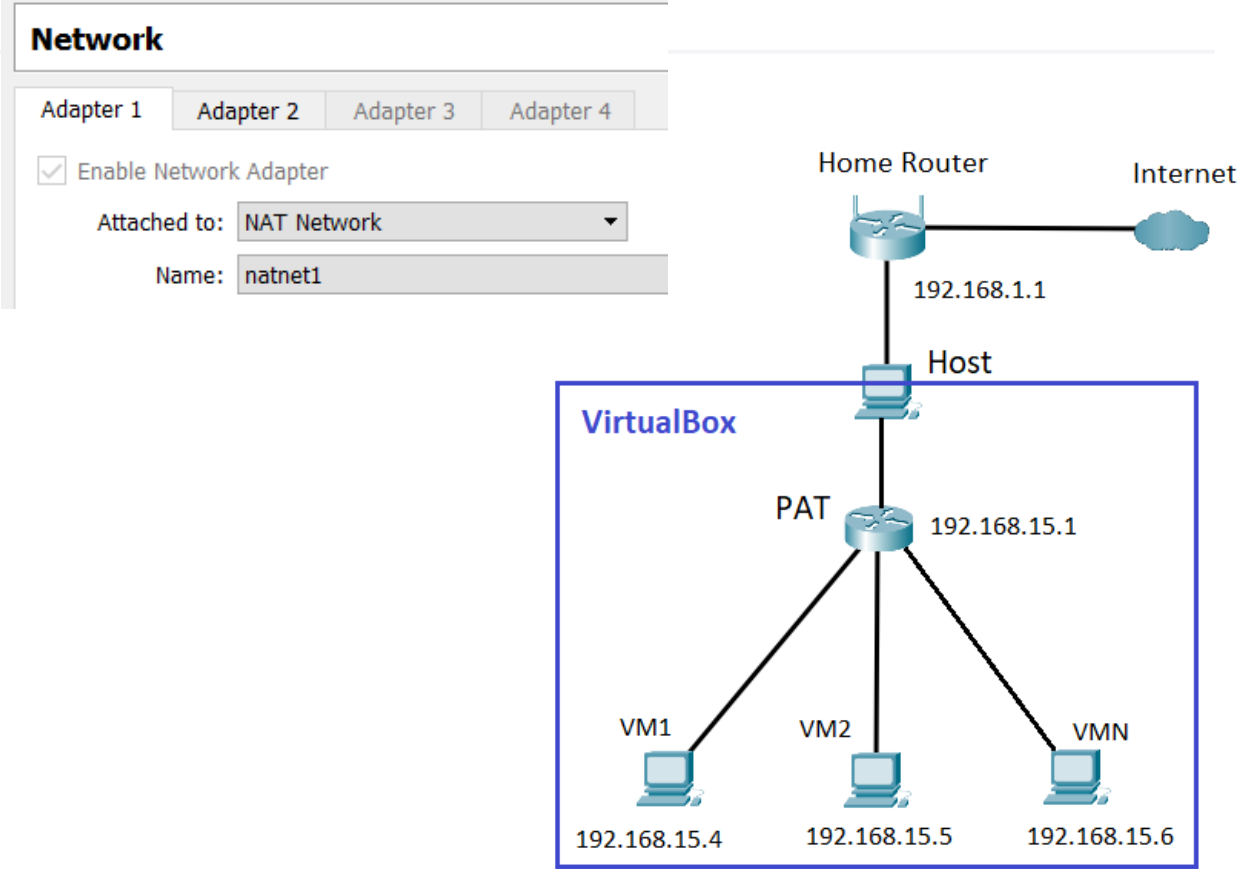 Network
Adapter 1 Adapter 2 Adapter 3 Adapter 4
Enable Network Adapter
Attached to: NAT Network
Name: natnet1
Home Router
Internet
192.168.1.1
Host
VirtualBox
PAT
192.168.15.1
VM1
VM2
VMN
192.168.15.4
192.168.15.5
192.168.15.6